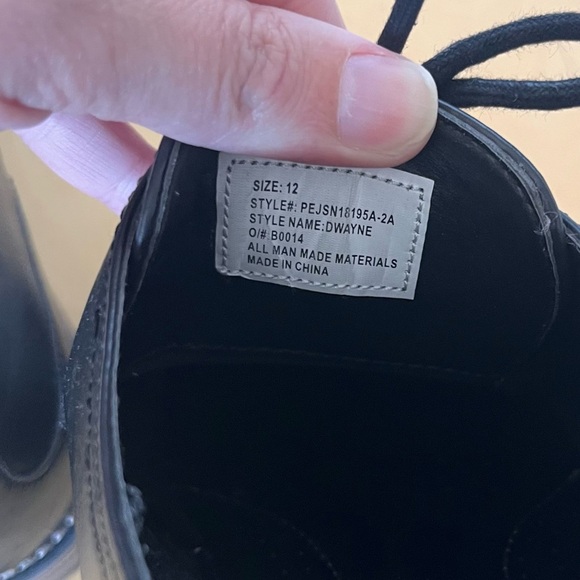 SIZE: 12
STYLE#: PEJSN18195A-2A
STYLE NAME:DWAYNE
O/#:B0014
ALL MAN MADE MATERIALS
MADE IN CHINA